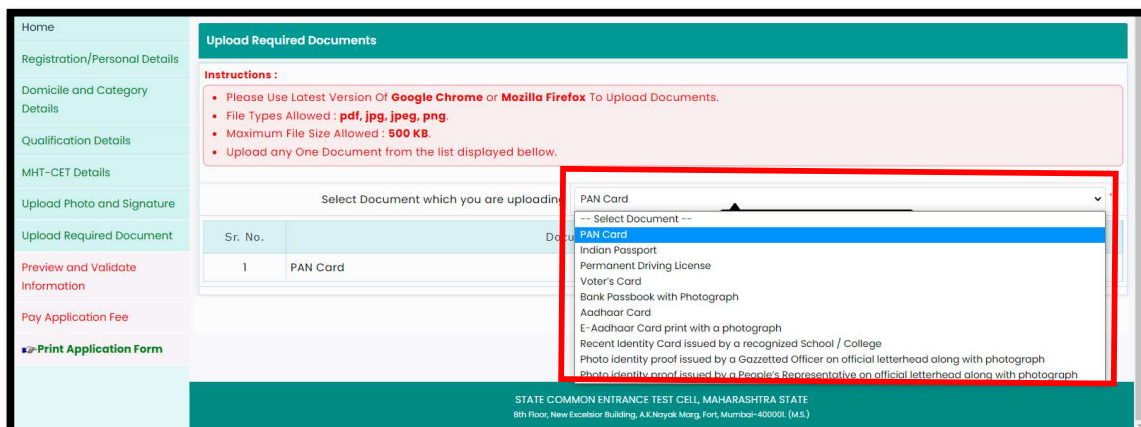 Home
Registration/Personal Details
Domicile and Category
Details
Qualification Details
MHT-CET Details
Upload Photo and Signature
Upload Required Document
Preview and Validate
Information
Pay Application Fee
Print Application Form
Upload Required Documents
Instructions :
• Please Use Latest Version Of Google Chrome or Mozilla Firefox To Upload Documents.
• File Types Allowed : pdf, jpg, jpeg, png.
• Maximum File Size Allowed : 500 KB.
• Upload any One Document from the list displayed bellow.
Select Document which you are uploading PAN Card *
-- Select Document --
PAN Card
Indian Passport
Permanent Driving License
Voter's Card
Bank Passbook with Photograph
Aadhaar Card
E-Aadhaar Card print with a photograph
Recent Identity Card issued by a recognized School / College
Photo identity proof issued by a Gazzetted Officer on official letterhead along with photograph
Photo identity proof issued by a People's Representative on official letterhead along with photograph
Sr. No.
1 PAN Card
STATE COMMON ENTRANCE TEST CELL, MAHARASHTRA STATE
8th Floor, New Excelsior Building, A.K.Nayak Marg, Fort, Mumbai-400001. (M.S.)